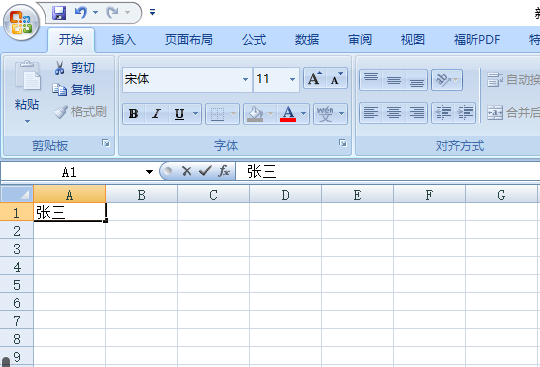 新
开始 插入 页面布局 公式 数据 审阅 视图 福昕PDF 特
粘贴 剪切 复制 格式刷
宋体 11 A A
B I U A wén 文
自动换
合并后
剪贴板 字体 对齐方式
A1 fx 张三
A B C D E F G
1 张三
2
3
4
5
6
7
8
9